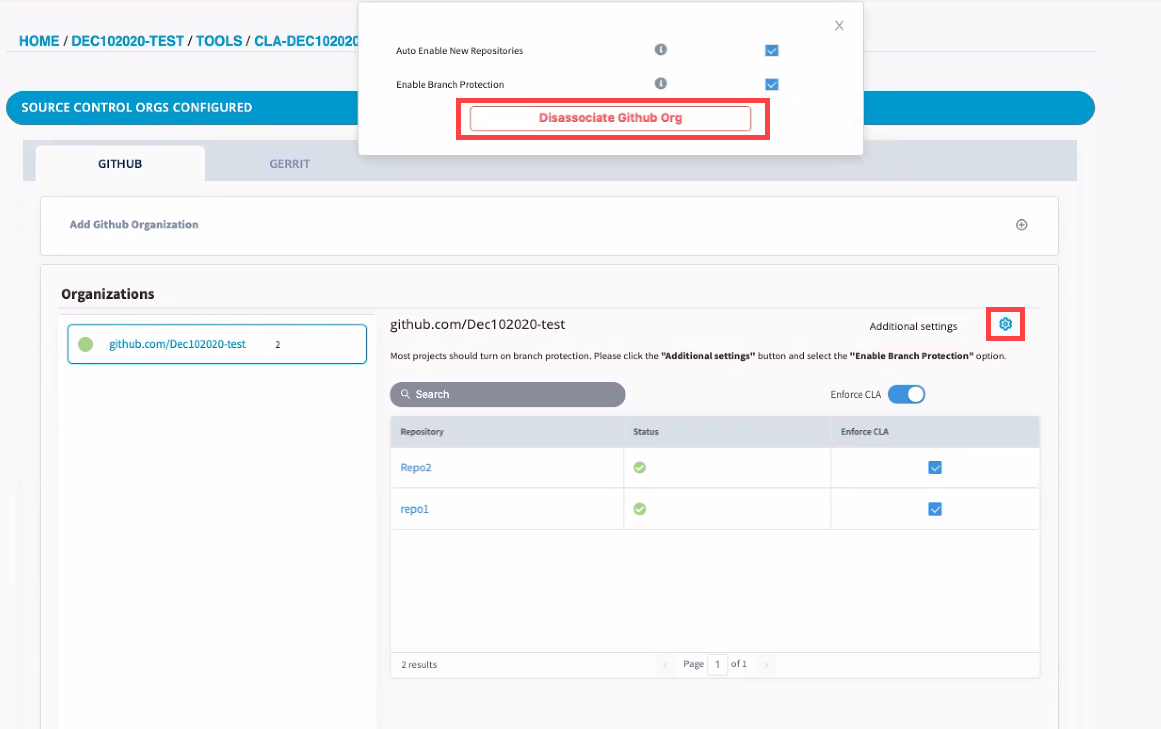 HOME / DEC102020-TEST / TOOLS / CLA-DEC102020
X
Auto Enable New Repositories
Enable Branch Protection
Disassociate Github Org
SOURCE CONTROL ORGS CONFIGURED
GITHUB
GERRIT
Add Github Organization
Organizations
github.com/Dec102020-test 2
github.com/Dec102020-test
Additional settings
Most projects should turn on branch protection. Please click the "Additional settings" button and select the "Enable Branch Protection" option.
Search
Enforce CLA
Repository Status Enforce CLA
Repo2
repo1
2 results
Page 1 of 1